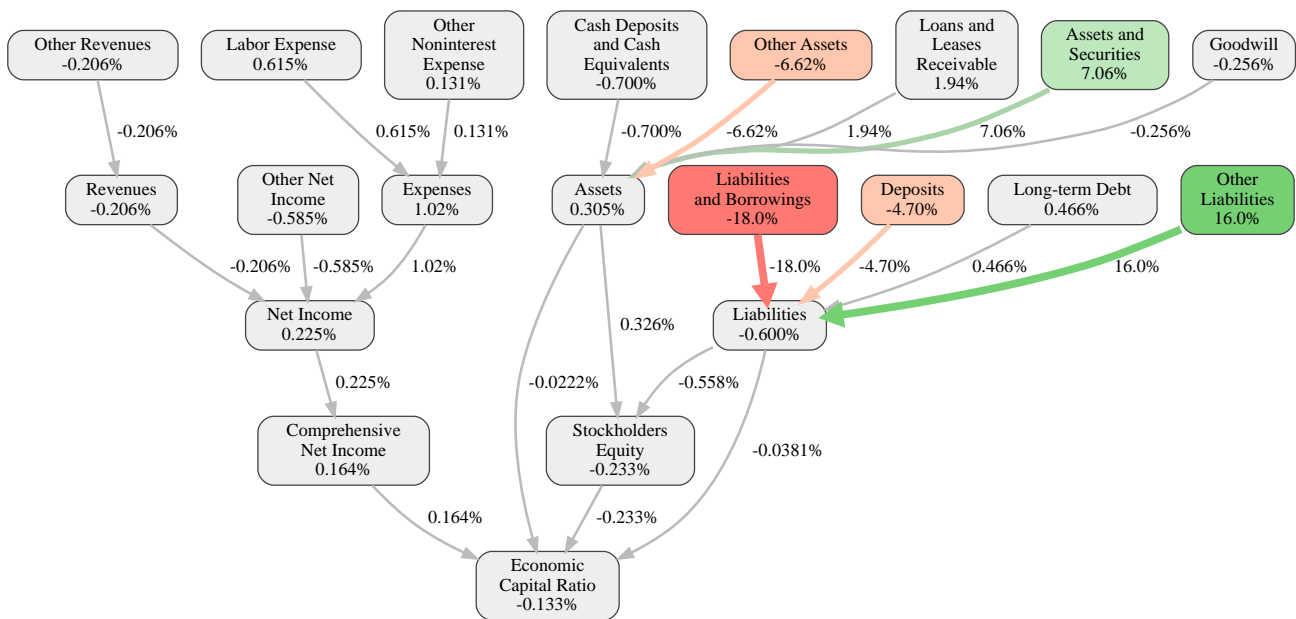 Other Revenues
-0.206%
Labor Expense
0.615%
Other
Noninterest
Expense
0.131%
Cash Deposits
and Cash
Equivalents
-0.700%
Other Assets
-6.62%
Loans and
Leases
Receivable
1.94%
Assets and
Securities
7.06%
Goodwill
-0.256%
-0.206%
0.615%
0.131%
-0.700%
-6.62%
1.94%
7.06%
-0.256%
Revenues
-0.206%
Other Net
Income
-0.585%
Expenses
1.02%
Assets
0.305%
Liabilities
and Borrowings
-18.0%
Deposits
-4.70%
Long-term Debt
0.466%
Other
Liabilities
16.0%
-0.206%
-0.585%
1.02%
-18.0%
-4.70%
0.466%
16.0%
Net Income
0.225%
0.326%
Liabilities
-0.600%
0.225%
-0.0222%
-0.558%
Comprehensive
Net Income
0.164%
Stockholders
Equity
-0.233%
-0.0381%
0.164%
-0.233%
Economic
Capital Ratio
-0.133%